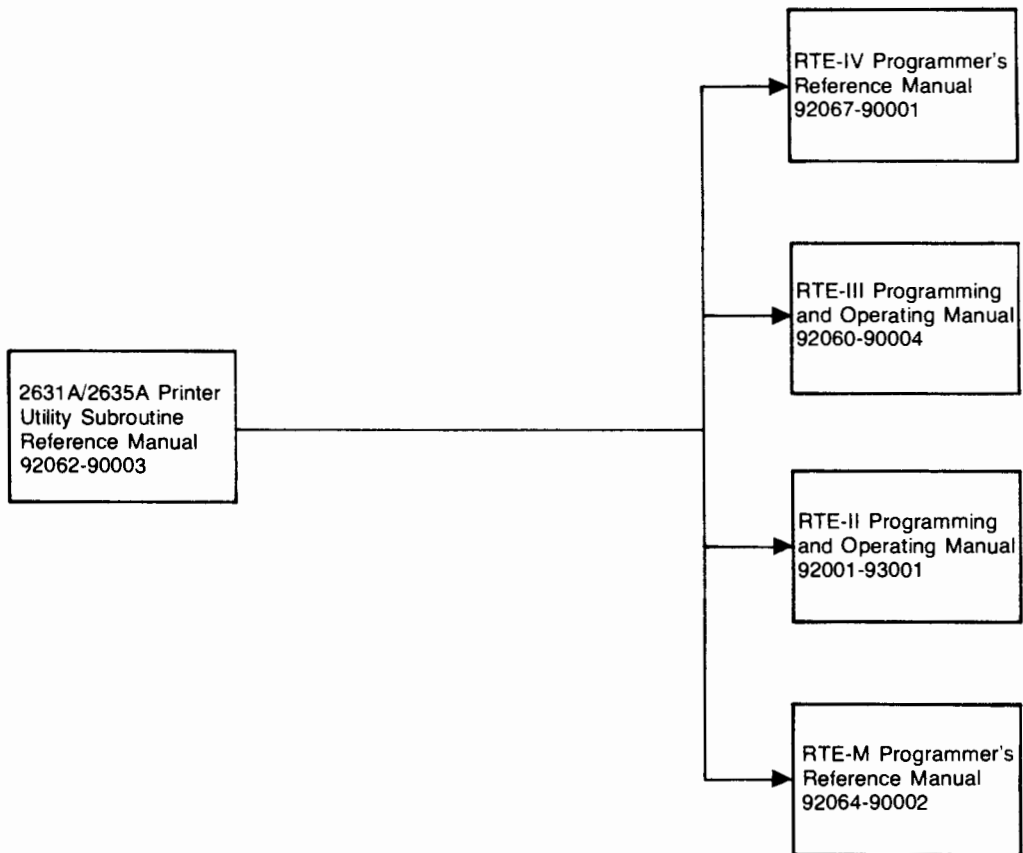 RTE-IV Programmer's
Reference Manual
92067-90001
RTE-III Programming
and Operating Manual
92060-90004
2631A/2635A Printer
Utility Subroutine
Reference Manual
92062-90003
RTE-II Programming
and Operating Manual
92001-93001
RTE-M Programmer's
Reference Manual
92064-90002